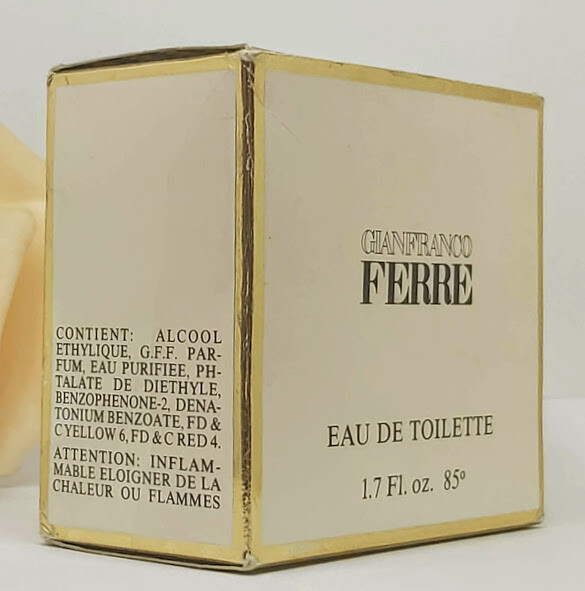 CONTIENT: ALCOOL
ETHYLIQUE, G.F.F. PAR-
FUM, EAU PURIFIEE, PH-
TALATE DE DIETHYLE,
BENZOPHENONE-2, DENA-
TONIUM BENZOATE, FD &
C YELLOW 6, FD & C RED 4.
ATTENTION: INFLAM-
MABLE ELOIGNER DE LA
CHALEUR OU FLAMMES
GIANFRANCO
FERRE
EAU DE TOILETTE
1.7 Fl. oz. 85º